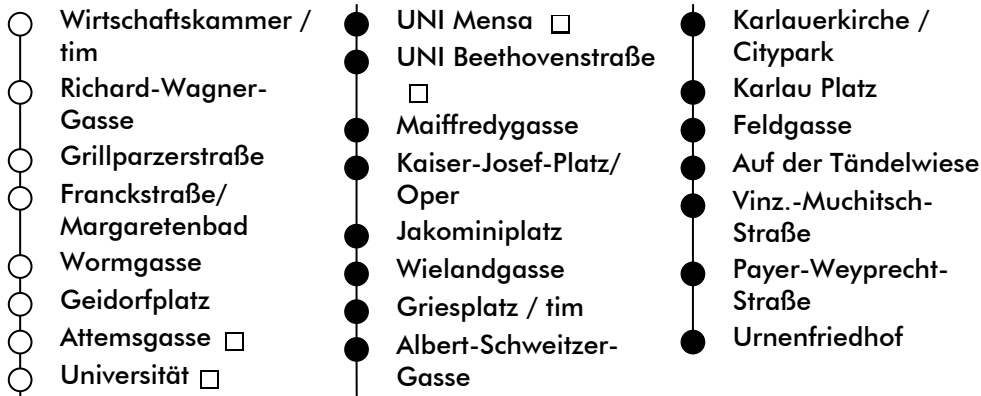 Wirtschaftskammer /
tim
Richard-Wagner-
Gasse
Grillparzerstraße
Franckstraße/
Margaretenbad
Wormgasse
Geidorfplatz
Attemsgasse
Universität
UNI Mensa
UNI Beethovenstraße
Maiffredygasse
Kaiser-Josef-Platz/
Oper
Jakominiplatz
Wielandgasse
Griesplatz / tim
Albert-Schweitzer-
Gasse
Karlauerkirche /
Citypark
Karlau Platz
Feldgasse
Auf der Tändelwiese
Vinz.-Muchitsch-
Straße
Payer-Weyprecht-
Straße
Urnenfriedhof